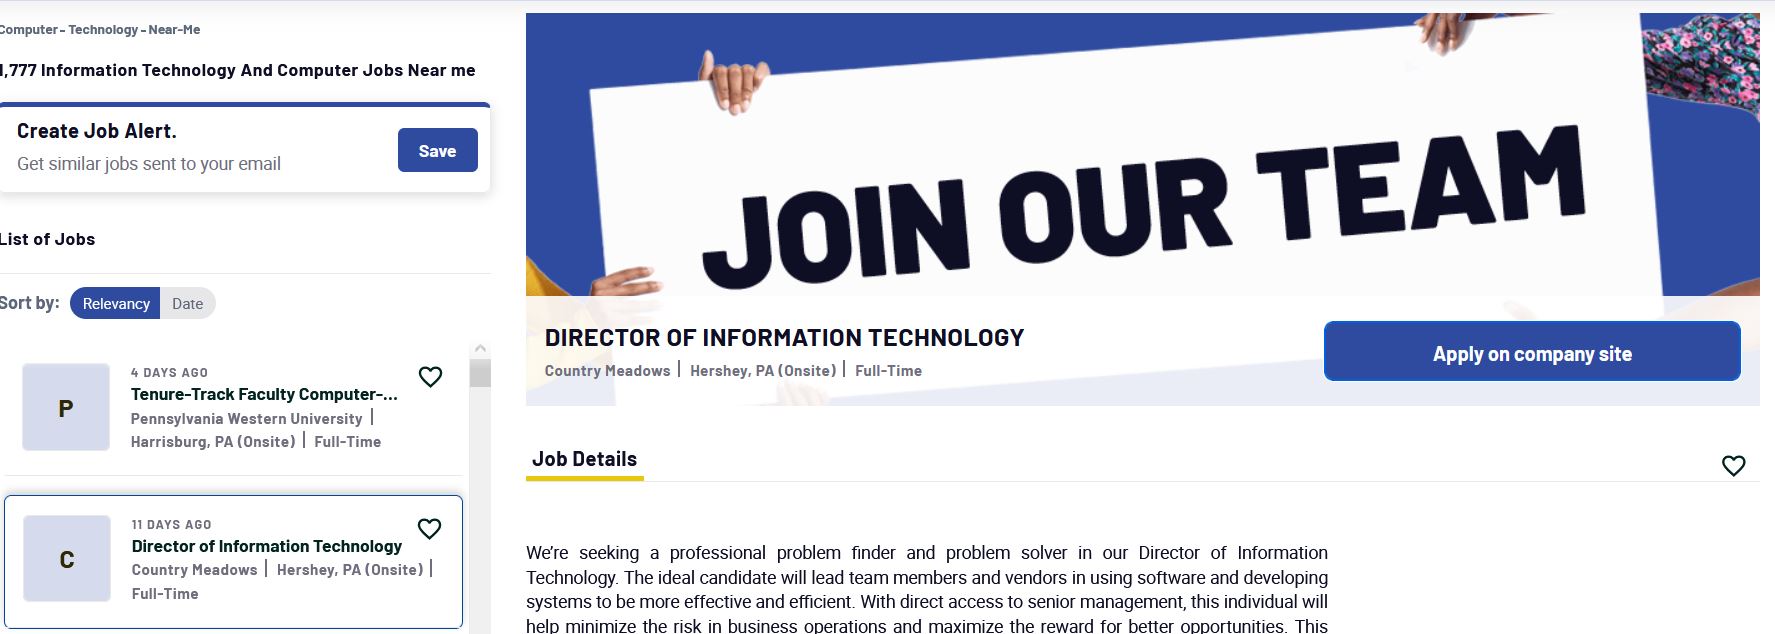 Computer - Technology - Near-Me
1,777 Information Technology And Computer Jobs Near me
Create Job Alert.
Get similar jobs sent to your email
Save
List of Jobs
Sort by:
Relevancy
Date
P
4 DAYS AGO
Tenure-Track Faculty Computer-...
Pennsylvania Western University |
Harrisburg, PA (Onsite) | Full-Time
C
11 DAYS AGO
Director of Information Technology
Country Meadows | Hershey, PA (Onsite) |
Full-Time
JOIN OUR TEAM
DIRECTOR OF INFORMATION TECHNOLOGY
Country Meadows | Hershey, PA (Onsite) | Full-Time
Apply on company site
Job Details
We’re seeking a professional problem finder and problem solver in our Director of Information
Technology. The ideal candidate will lead team members and vendors in using software and developing
systems to be more effective and efficient. With direct access to senior management, this individual will
help minimize the risk in business operations and maximize the reward for better opportunities. This